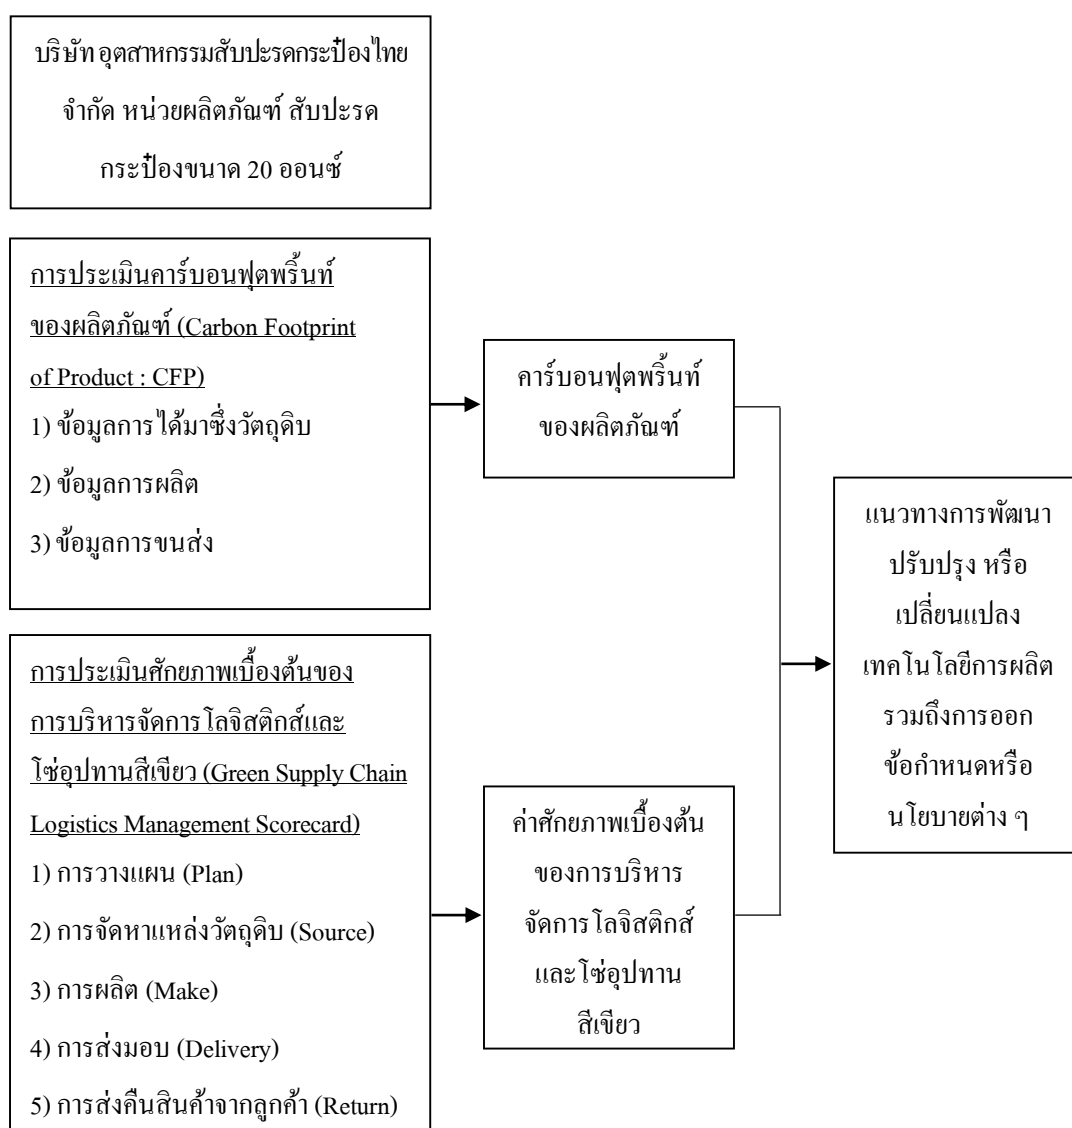 บริษัท อุตสาหกรรมสับปะรดกระป๋องไทย
จำกัด หน่วยผลิตภัณฑ์ สับปะรด
กระป๋องขนาด 20 ออนซ์
การประเมินคาร์บอนฟุตพริ้นท์
ของผลิตภัณฑ์ (Carbon Footprint
of Product : CFP)
1) ข้อมูลการได้มาซึ่งวัตถุดิบ
2) ข้อมูลการผลิต
3) ข้อมูลการขนส่ง
คาร์บอนฟุตพริ้นท์
ของผลิตภัณฑ์
การประเมินศักยภาพเบื้องต้นของ
การบริหารจัดการโลจิสติกส์และ
โซ่อุปทานสีเขียว (Green Supply Chain
Logistics Management Scorecard)
1) การวางแผน (Plan)
2) การจัดหาแหล่งวัตถุดิบ (Source)
3) การผลิต (Make)
4) การส่งมอบ (Delivery)
5) การส่งคืนสินค้าจากลูกค้า (Return)
ค่าศักยภาพเบื้องต้น
ของการบริหาร
จัดการโลจิสติกส์
และโซ่อุปทาน
สีเขียว
แนวทางการพัฒนา
ปรับปรุง หรือ
เปลี่ยนแปลง
เทคโนโลยีการผลิต
รวมถึงการออก
ข้อกำหนดหรือ
นโยบายต่าง ๆ